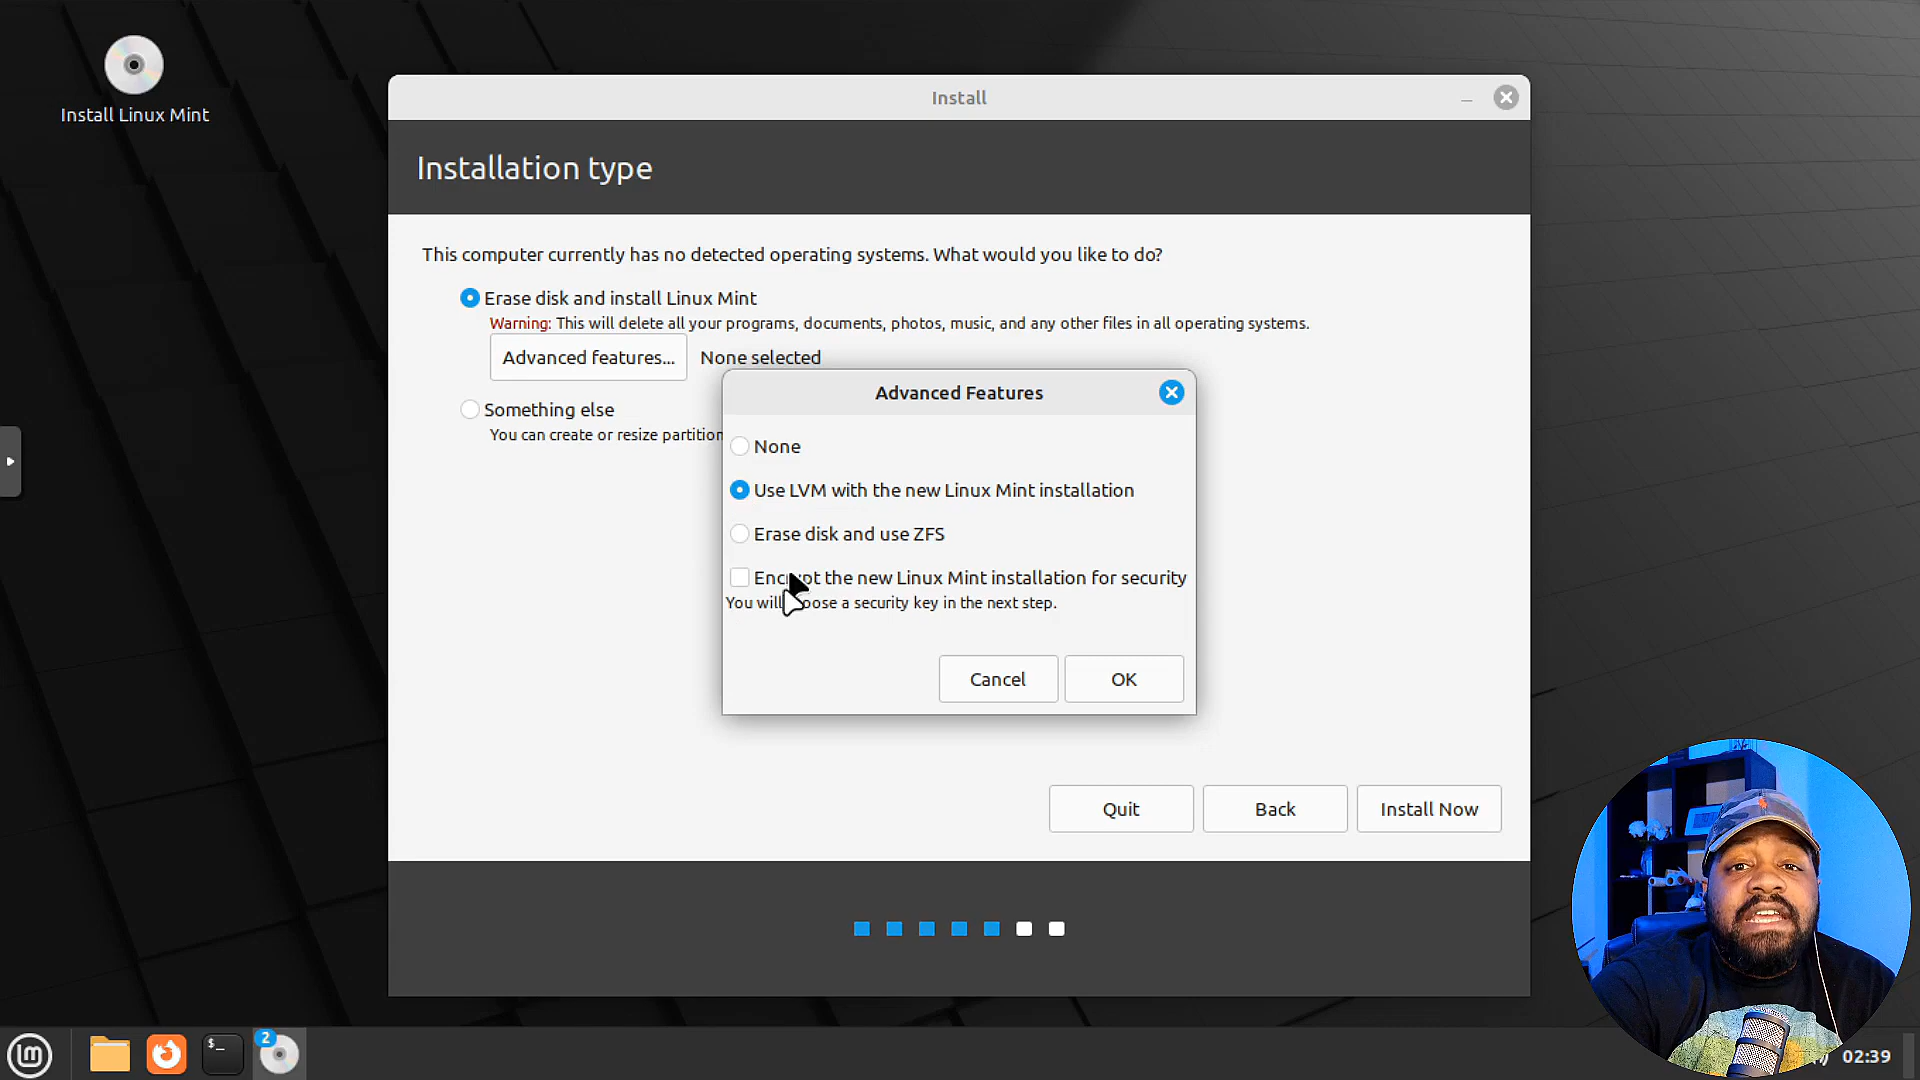 Install Linux Mint
Install
Installation type
This computer currently has no detected operating systems. What would you like to do?
Erase disk and install Linux Mint
Warning: This will delete all your programs, documents, photos, music, and any other files in all operating systems.
Advanced features... None selected
Something else
You can create or resize partition
Advanced Features
None
Use LVM with the new Linux Mint installation
Erase disk and use ZFS
Encrypt the new Linux Mint installation for security
You will choose a security key in the next step.
Cancel OK
Quit Back Install Now
$_
2
02:39